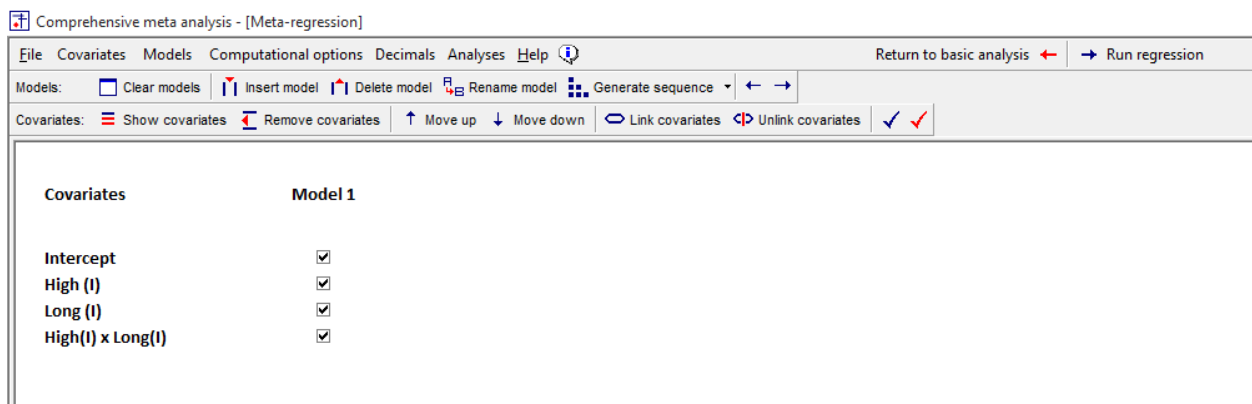 Comprehensive meta analysis - [Meta-regression]
File Covariates Models Computational options Decimals Analyses Help Return to basic analysis Run regression
Models: Clear models Insert model Delete model Rename model Generate sequence
Covariates: Show covariates Remove covariates Move up Move down Link covariates Unlink covariates
Covariates Model 1
Intercept
High (I)
Long (I)
High(I) x Long(I)